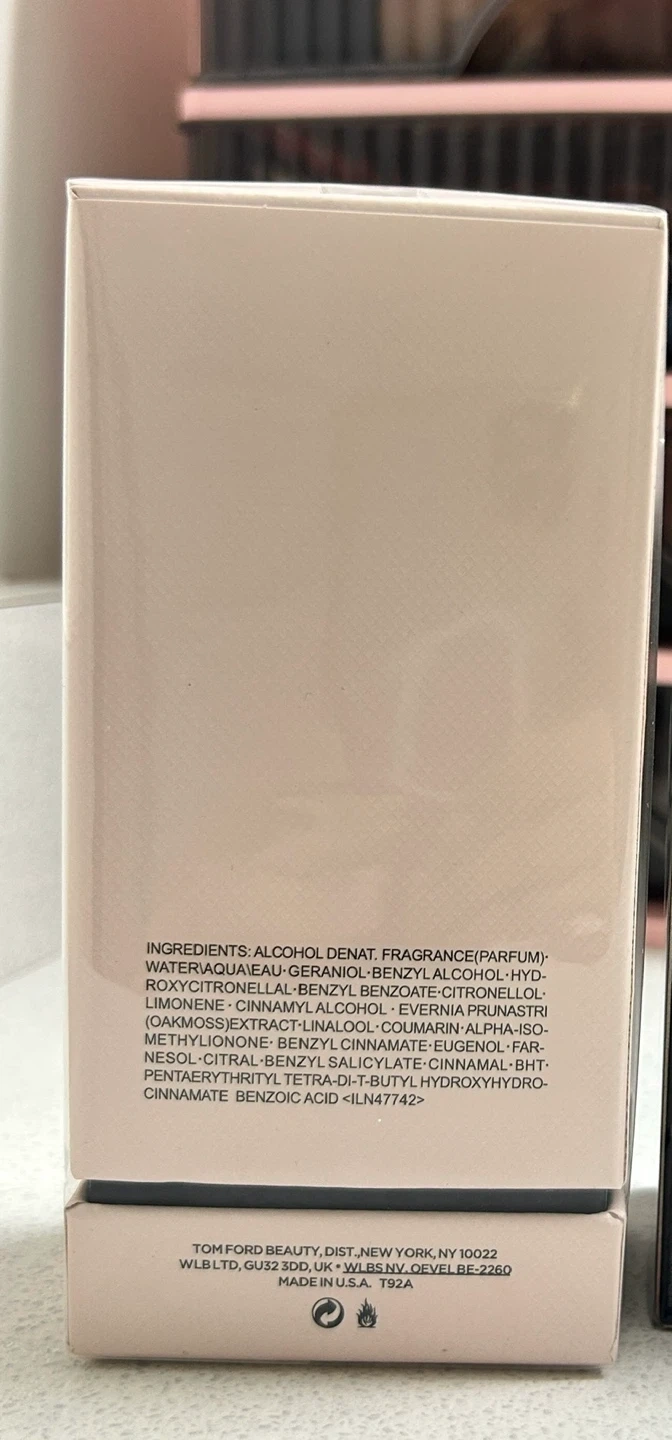 INGREDIENTS: ALCOHOL DENAT. FRAGRANCE(PARFUM)·
WATER\AQUA\EAU·GERANIOL·BENZYL ALCOHOL·HYD-
ROXYCITRONELLAL·BENZYL BENZOATE·CITRONELLOL·
LIMONENE · CINNAMYL ALCOHOL · EVERNIA PRUNASTRI
(OAKMOSS)EXTRACT·LINALOOL·COUMARIN·ALPHA-ISO-
METHYLIONONE· BENZYL CINNAMATE·EUGENOL·FAR-
NESOL·CITRAL·BENZYL SALICYLATE·CINNAMAL·BHT·
PENTAERYTHRITYL TETRA-DI-T-BUTYL HYDROXYHYDRO-
CINNAMATE BENZOIC ACID <ILN47742>
TOM FORD BEAUTY, DIST.,NEW YORK, NY 10022
WLB LTD, GU32 3DD, UK • WLBS NV. OEVEL BE-2260
MADE IN U.S.A. T92A